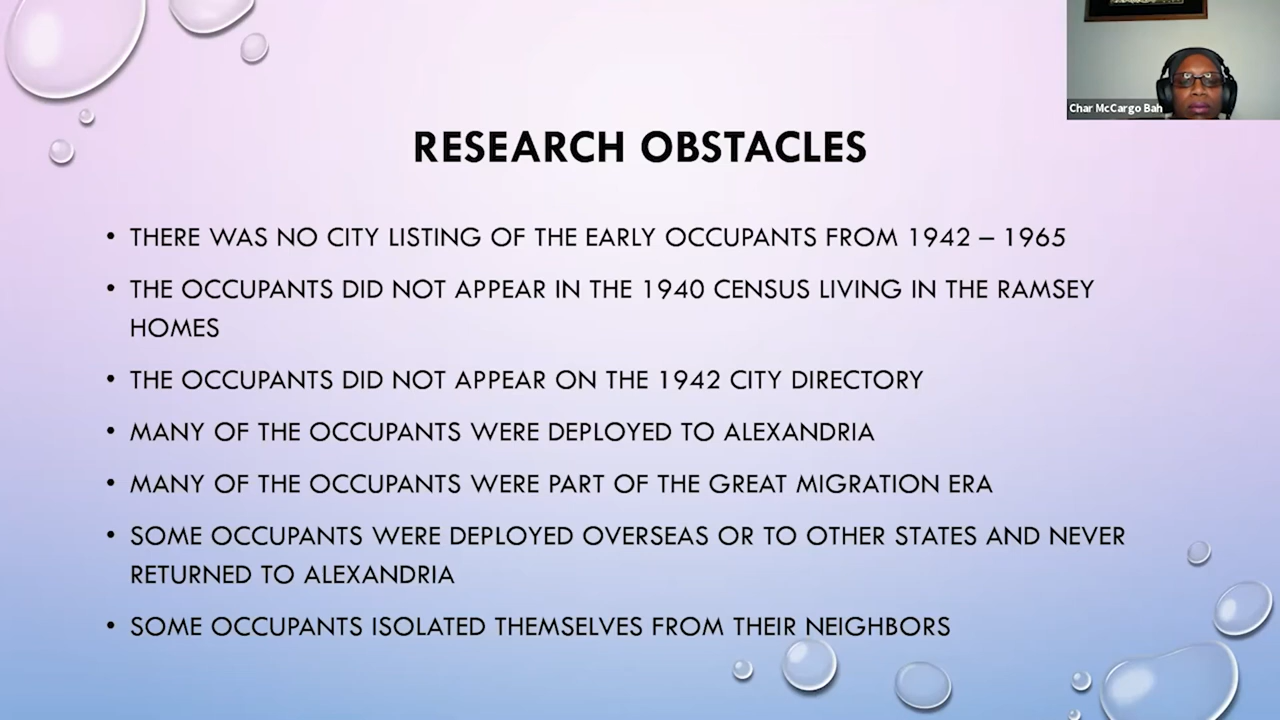 Char McCargo Bah
RESEARCH OBSTACLES
• THERE WAS NO CITY LISTING OF THE EARLY OCCUPANTS FROM 1942 – 1965
• THE OCCUPANTS DID NOT APPEAR IN THE 1940 CENSUS LIVING IN THE RAMSEY
HOMES
• THE OCCUPANTS DID NOT APPEAR ON THE 1942 CITY DIRECTORY
• MANY OF THE OCCUPANTS WERE DEPLOYED TO ALEXANDRIA
• MANY OF THE OCCUPANTS WERE PART OF THE GREAT MIGRATION ERA
• SOME OCCUPANTS WERE DEPLOYED OVERSEAS OR TO OTHER STATES AND NEVER
RETURNED TO ALEXANDRIA
• SOME OCCUPANTS ISOLATED THEMSELVES FROM THEIR NEIGHBORS